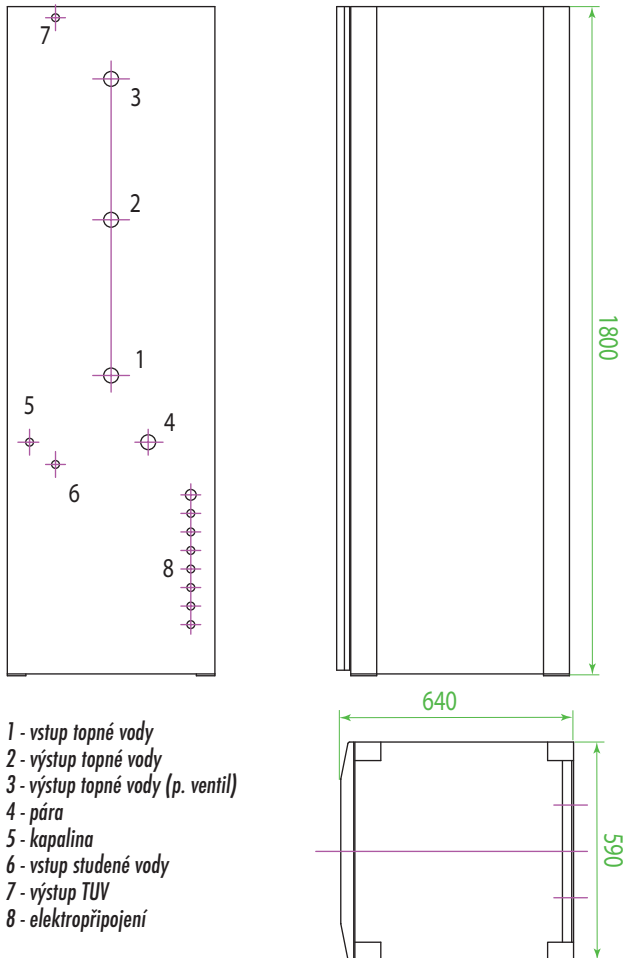 7
3
2
1
5
4
6
8
1800
640
590
1 - vstup topné vody
2 - výstup topné vody
3 - výstup topné vody (p. ventil)
4 - pára
5 - kapalina
6 - vstup studené vody
7 - výstup TUV
8 - elektropřipojení